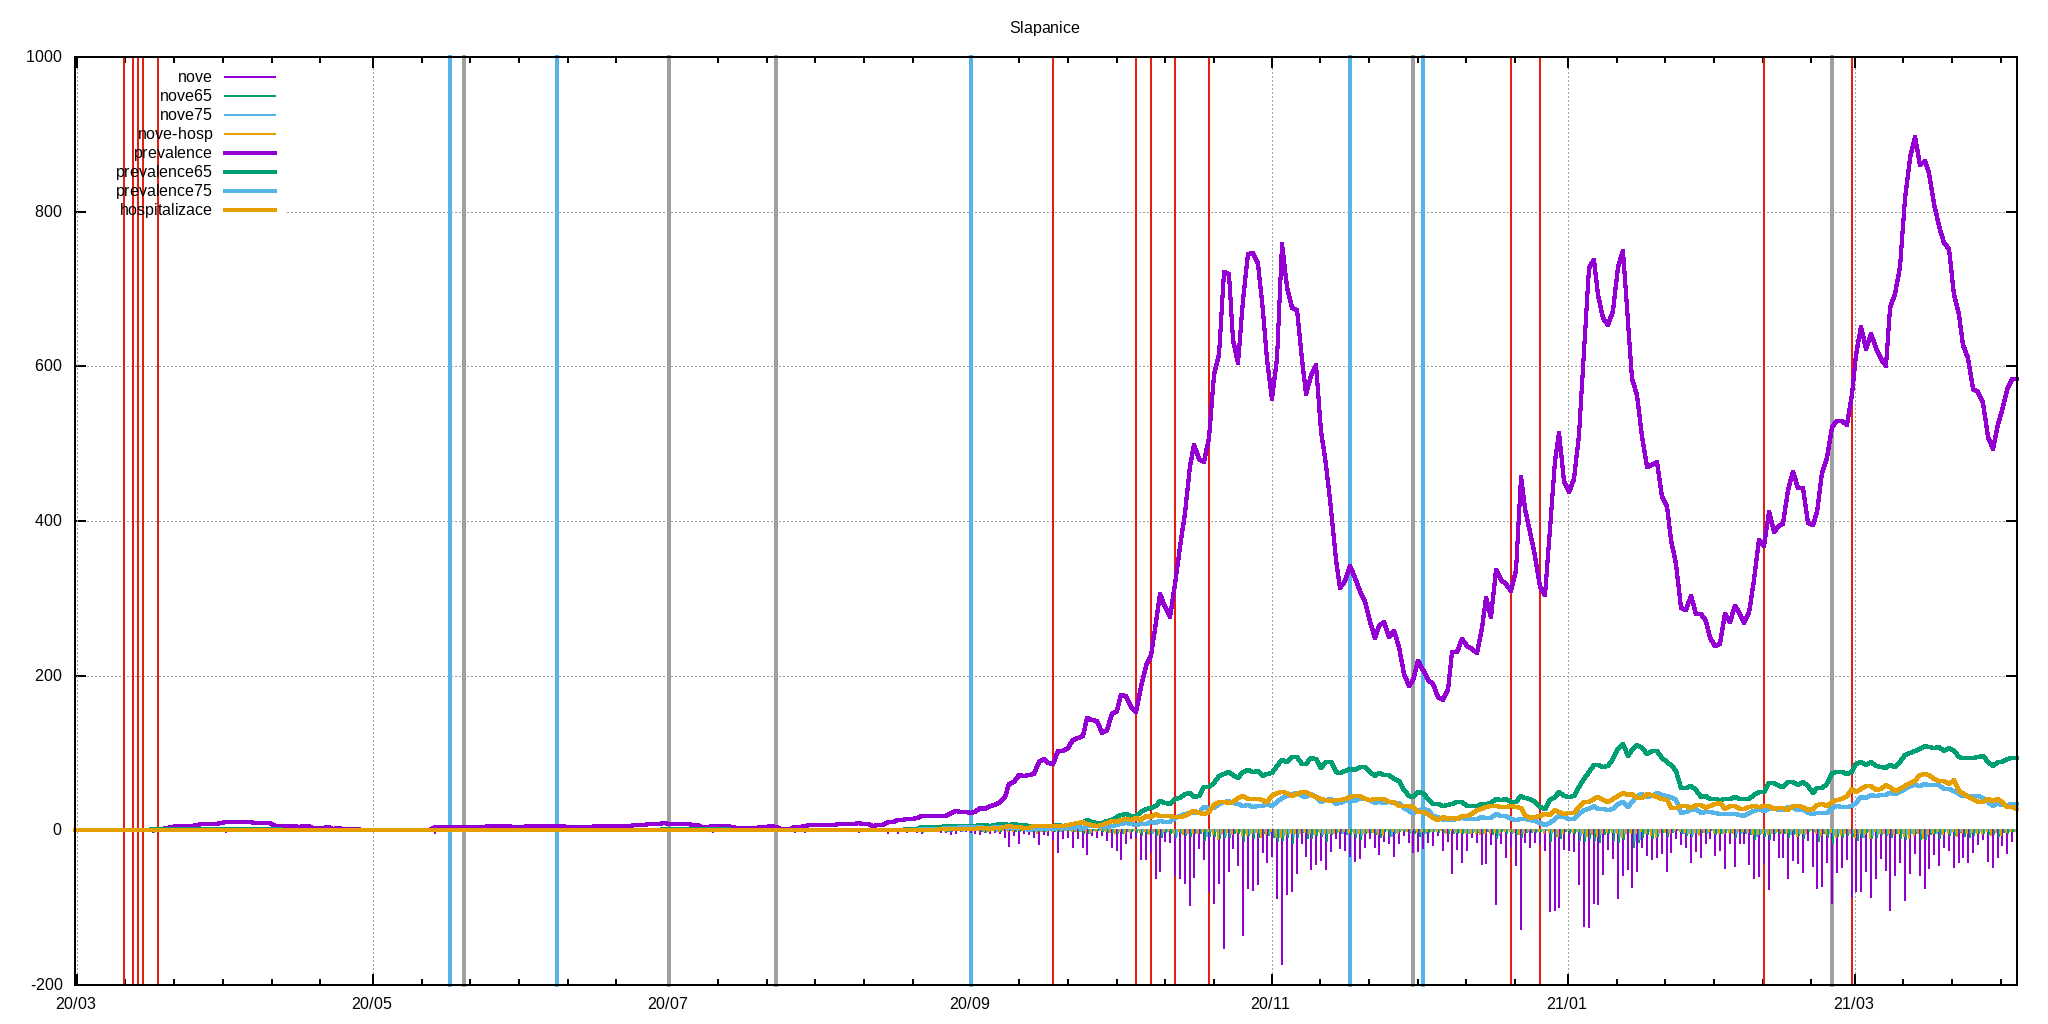 Slapanice
1000
800
600
400
200
0
-200
nove
nove65
nove75
nove-hosp
prevalence
prevalence65
prevalence75
hospitalizace
20/03 20/05 20/07 20/09 20/11 21/01 21/03